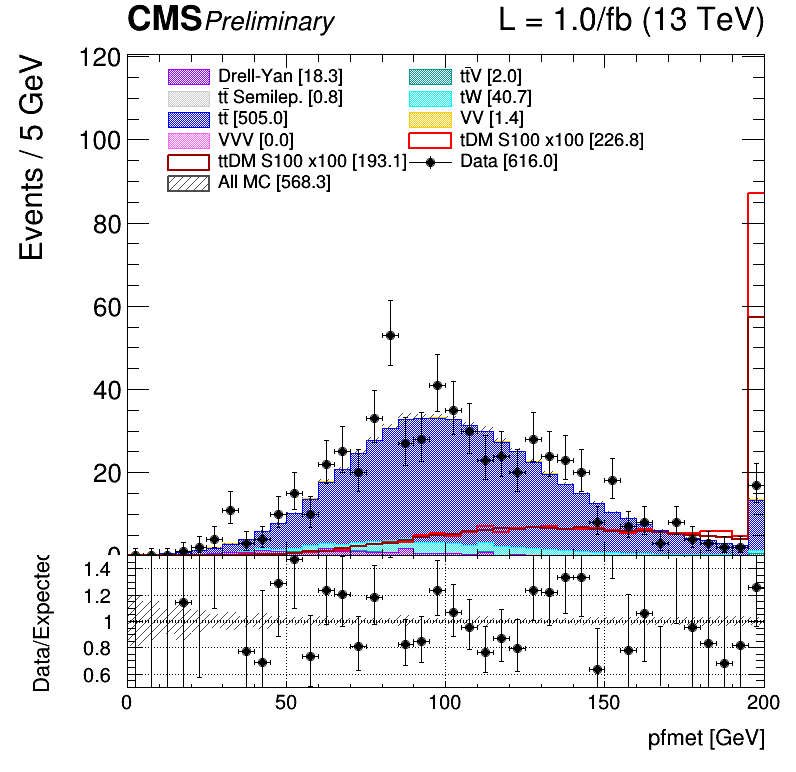 CMS Preliminary L = 1.0/fb (13 TeV)
Events / 5 GeV
120
100
80
60
40
20
0
Drell-Yan [18.3]
tt̄ Semilep. [0.8]
tt̄ [505.0]
VVV [0.0]
ttDM S100 x100 [193.1]
All MC [568.3]
tt̄V [2.0]
tW [40.7]
VV [1.4]
tDM S100 x100 [226.8]
Data [616.0]
Data/Expected
1.4
1.2
1
0.8
0.6
0 50 100 150 200
pfmet [GeV]